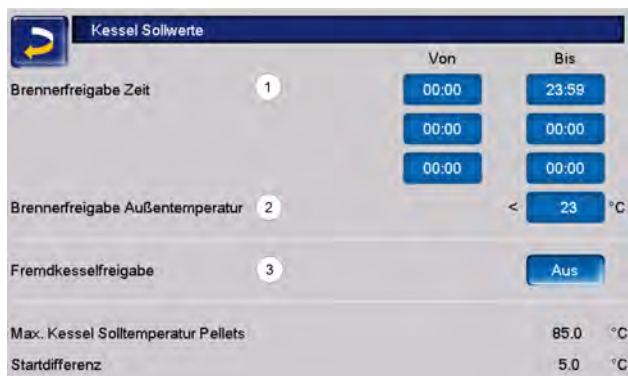 Kessel Sollwerte
Von Bis
Brennerfreigabe Zeit 1 00:00 23:59
00:00 00:00
00:00 00:00
Brennerfreigabe Außentemperatur 2 < 23 °C
Fremdkesselfreigabe 3 Aus
Max. Kessel Solltemperatur Pellets 85.0 °C
Startdifferenz 5.0 °C